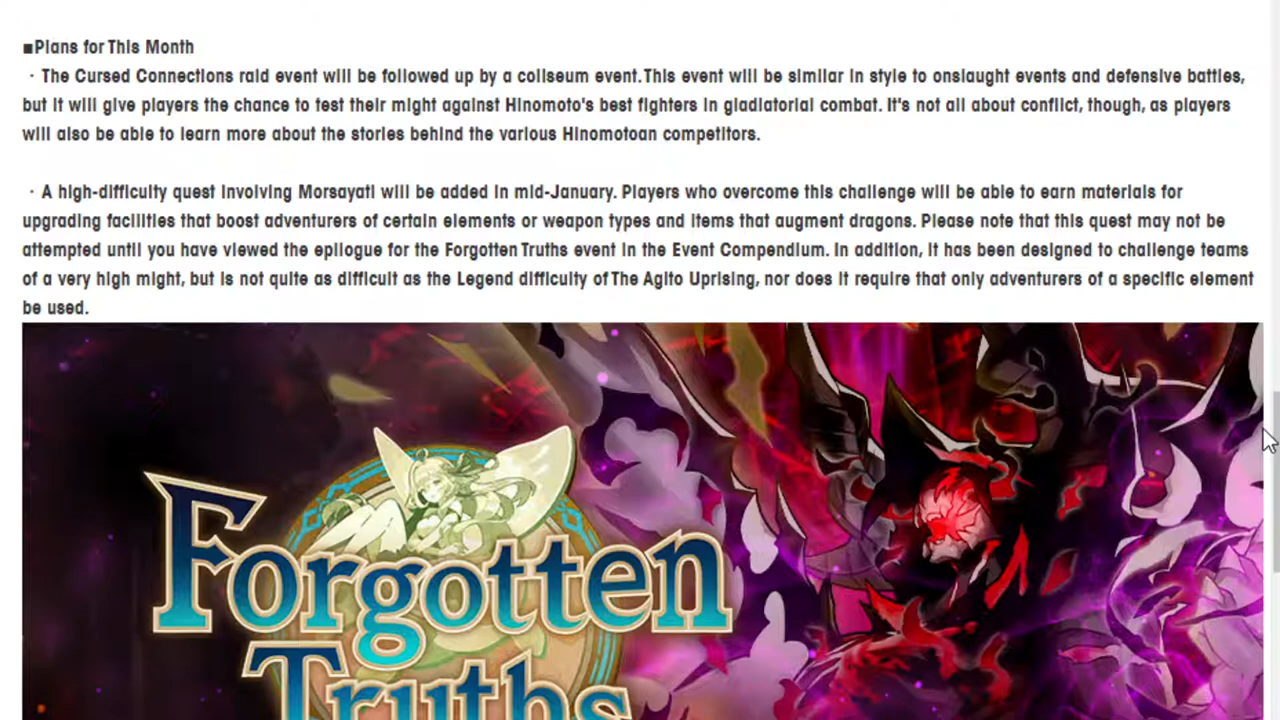 ■Plans for This Month
· The Cursed Connections raid event will be followed up by a coliseum event. This event will be similar in style to onslaught events and defensive battles,
but it will give players the chance to test their might against Hinomoto's best fighters in gladiatorial combat. It's not all about conflict, though, as players
will also be able to learn more about the stories behind the various Hinomotoan competitors.
· A high-difficulty quest involving Morsayati will be added in mid-January. Players who overcome this challenge will be able to earn materials for
upgrading facilities that boost adventurers of certain elements or weapon types and items that augment dragons. Please note that this quest may not be
attempted until you have viewed the epilogue for the Forgotten Truths event in the Event Compendium. In addition, it has been designed to challenge teams
of a very high might, but is not quite as difficult as the Legend difficulty of The Agito Uprising, nor does it require that only adventurers of a specific element
be used.
Forgotten
Truths